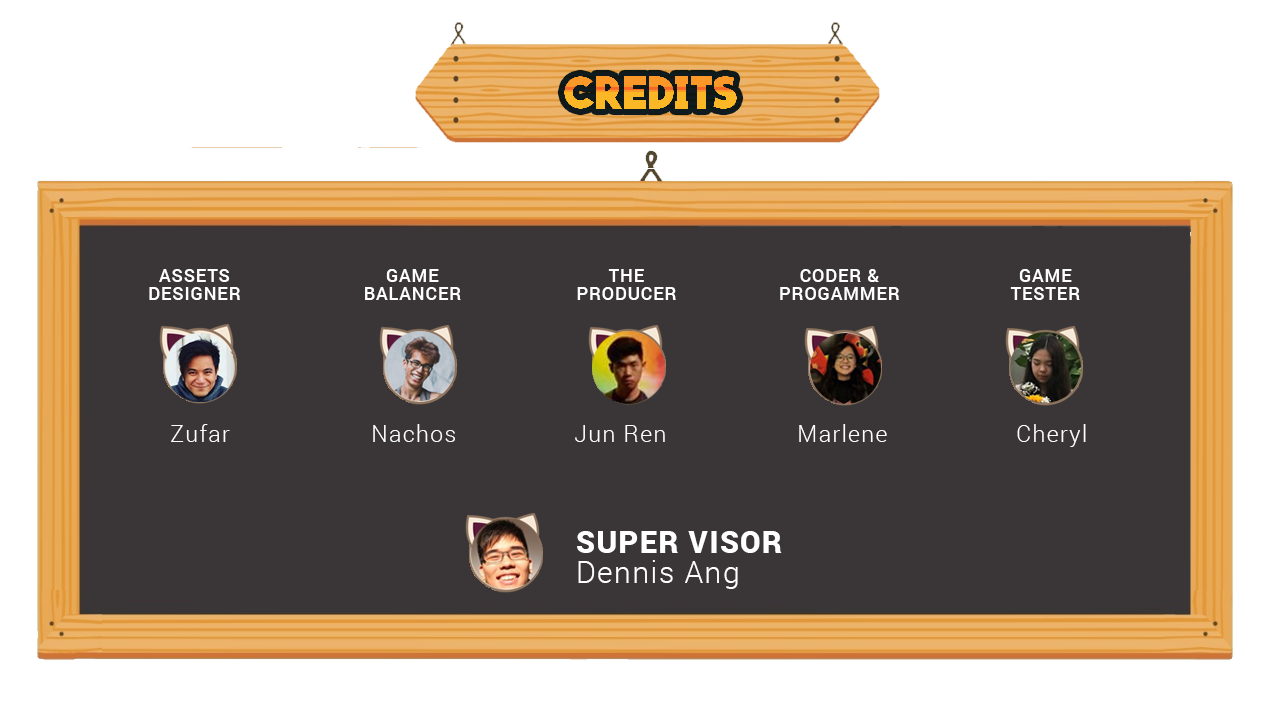 CREDITS
ASSETS
DESIGNER
GAME
BALANCER
THE
PRODUCER
CODER &
PROGAMMER
GAME
TESTER
Zufar
Nachos
Jun Ren
Marlene
Cheryl
SUPER VISOR
Dennis Ang